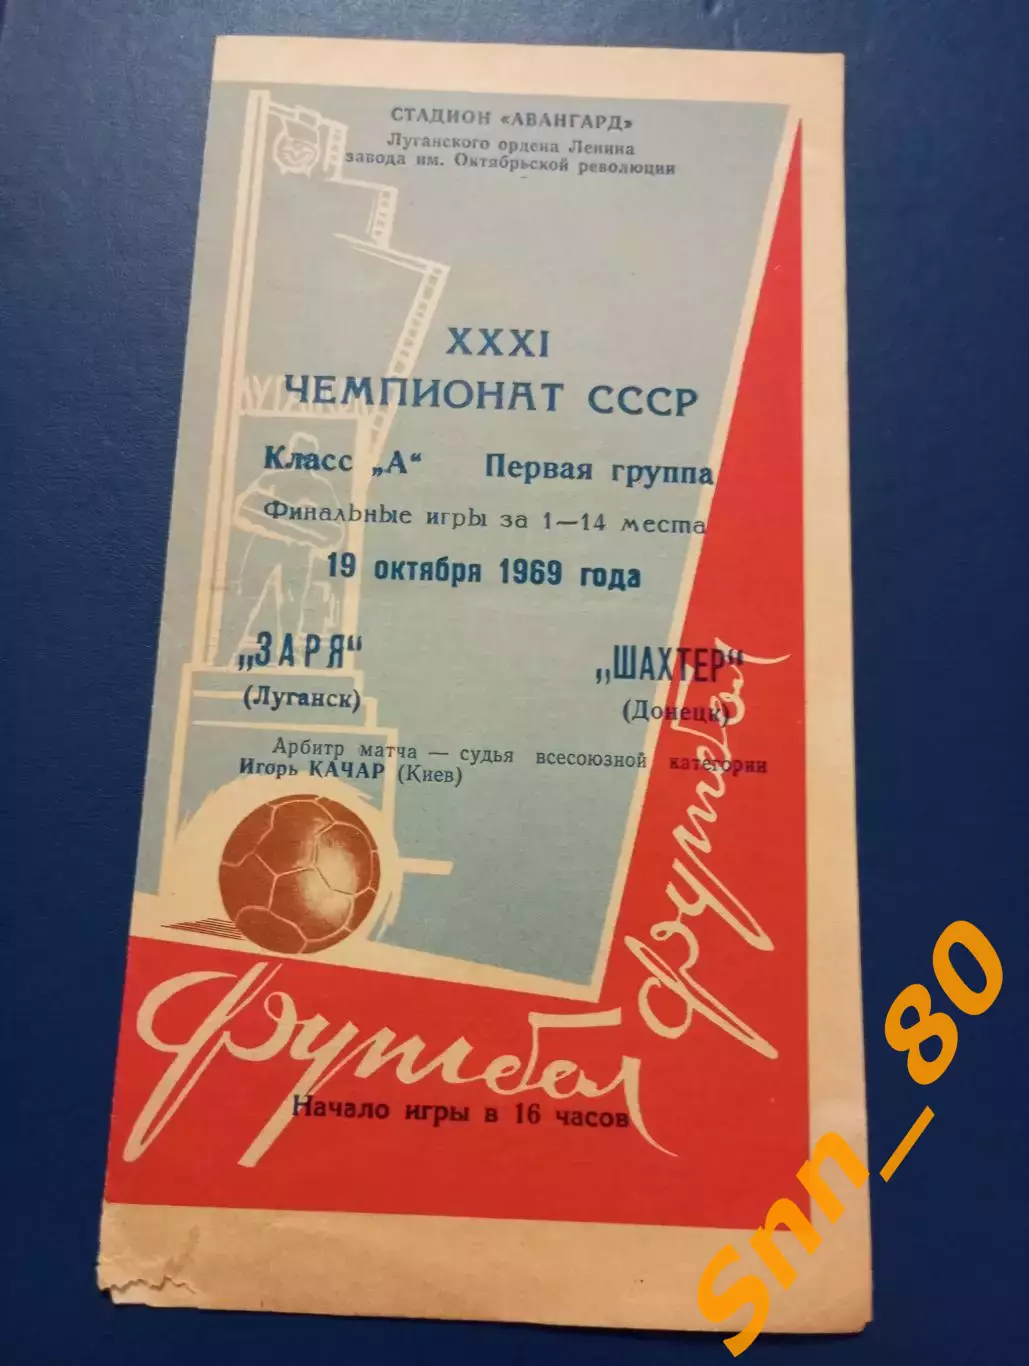 СТАДИОН «АВАНГАРД»
Луганского ордена Ленина
завода им. Октябрьской революции
XXXI
ЧЕМПИОНАТ СССР
Класс „А“ Первая группа
Финальные игры за 1—14 места
19 октября 1969 года
„ЗАРЯ“ „ШАХТЕР“
(Луганск) (Донецк)
Арбитр матча — судья всесоюзной категории
Игорь КАЧАР (Киев)
Футбол
Футбол
Начало игры в 16 часов
Snn_80